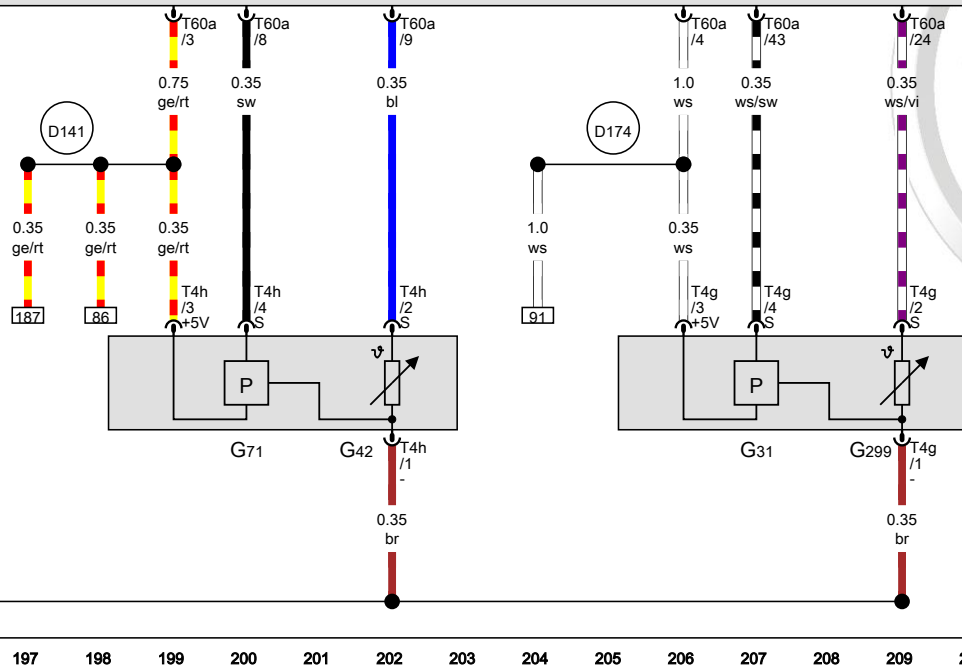 T60a T60a T60a T60a T60a T60a
/3 /8 /9 /4 /43 /24
0.75 0.35 0.35 1.0 0.35 0.35
ge/rt sw bl ws ws/sw ws/vi
D141 D174
0.35 0.35 0.35 1.0 0.35
ge/rt ge/rt ge/rt ws ws
T4h T4h T4h T4g T4g T4g
/3 /4 /2 /3 /4 /2
187 86 +5V S S 91 +5V S S
ϑ ϑ
P P
G71 G42 T4h G31 G299 T4g
/1 /1
- -
0.35 0.35
br br
197 198 199 200 201 202 203 204 205 206 207 208 209